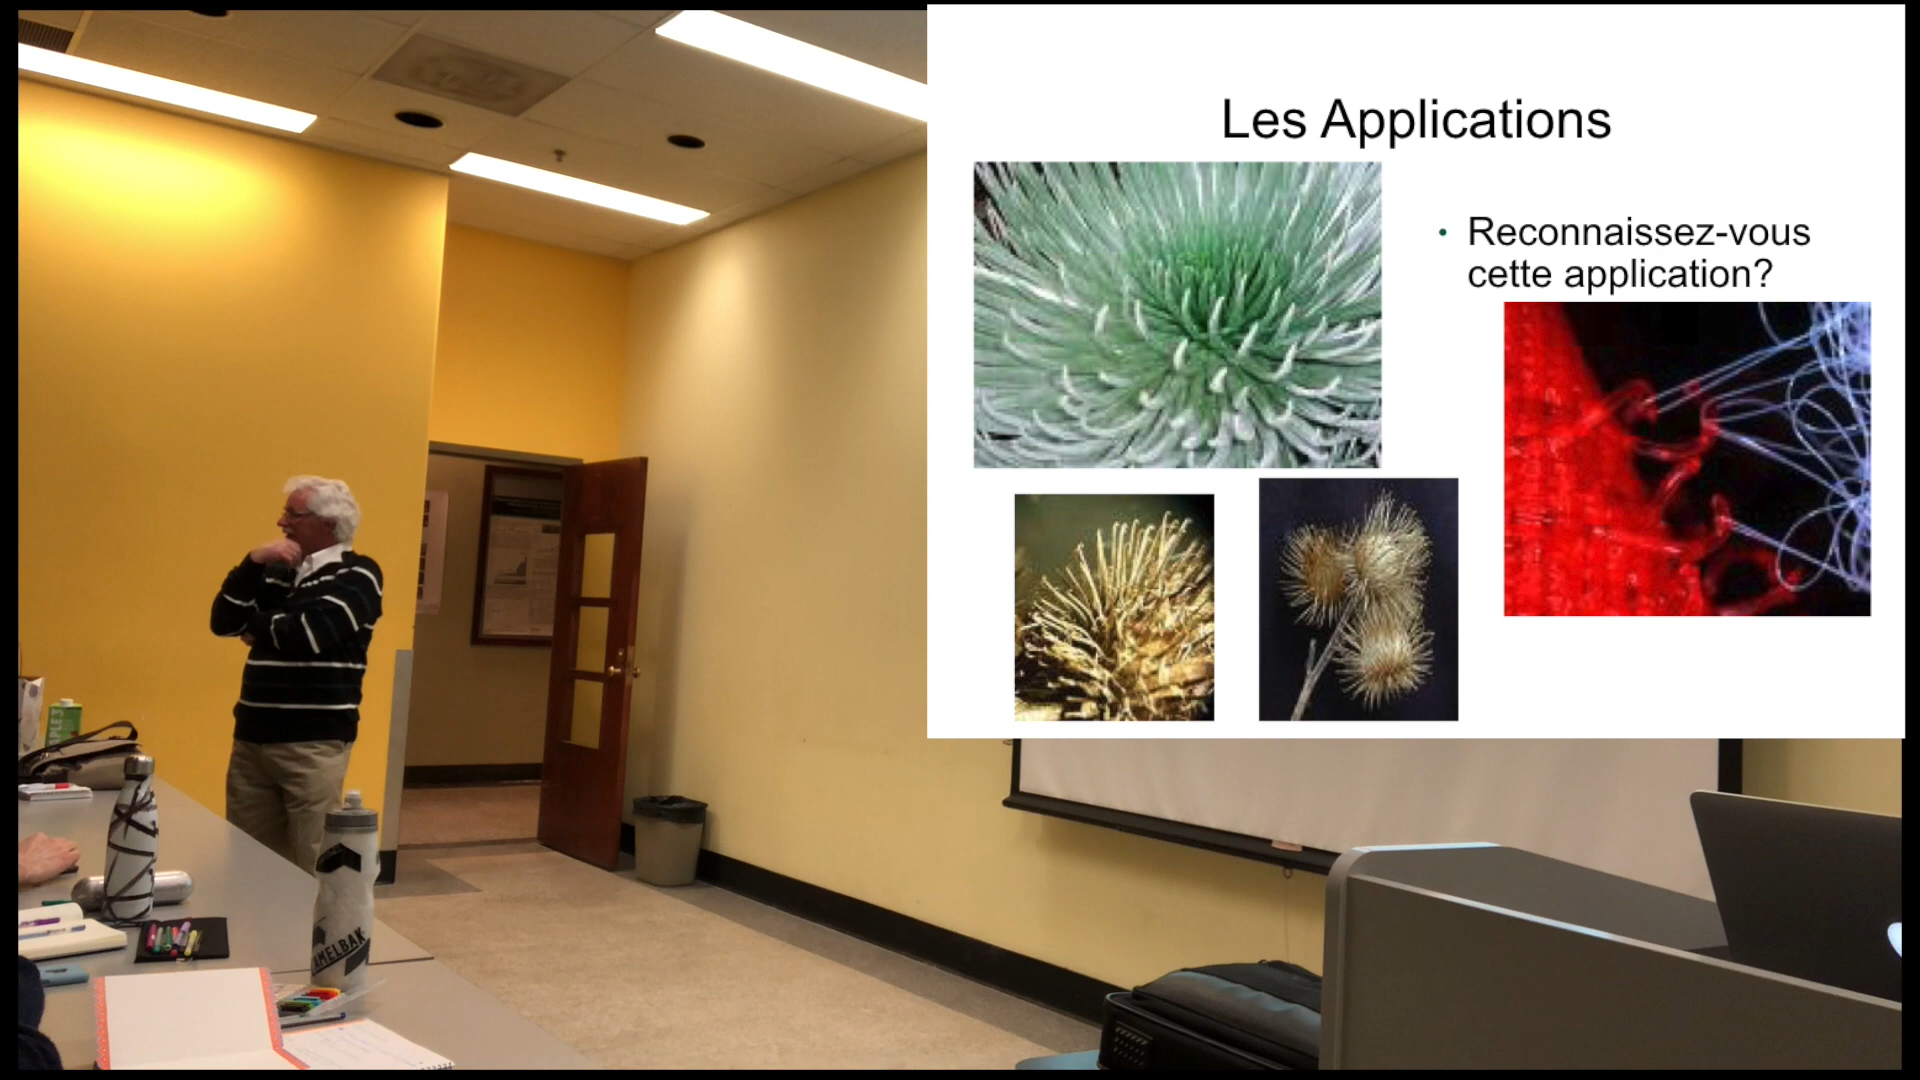 Les Applications
• Reconnaissez-vous
cette application?
CAMELBAK